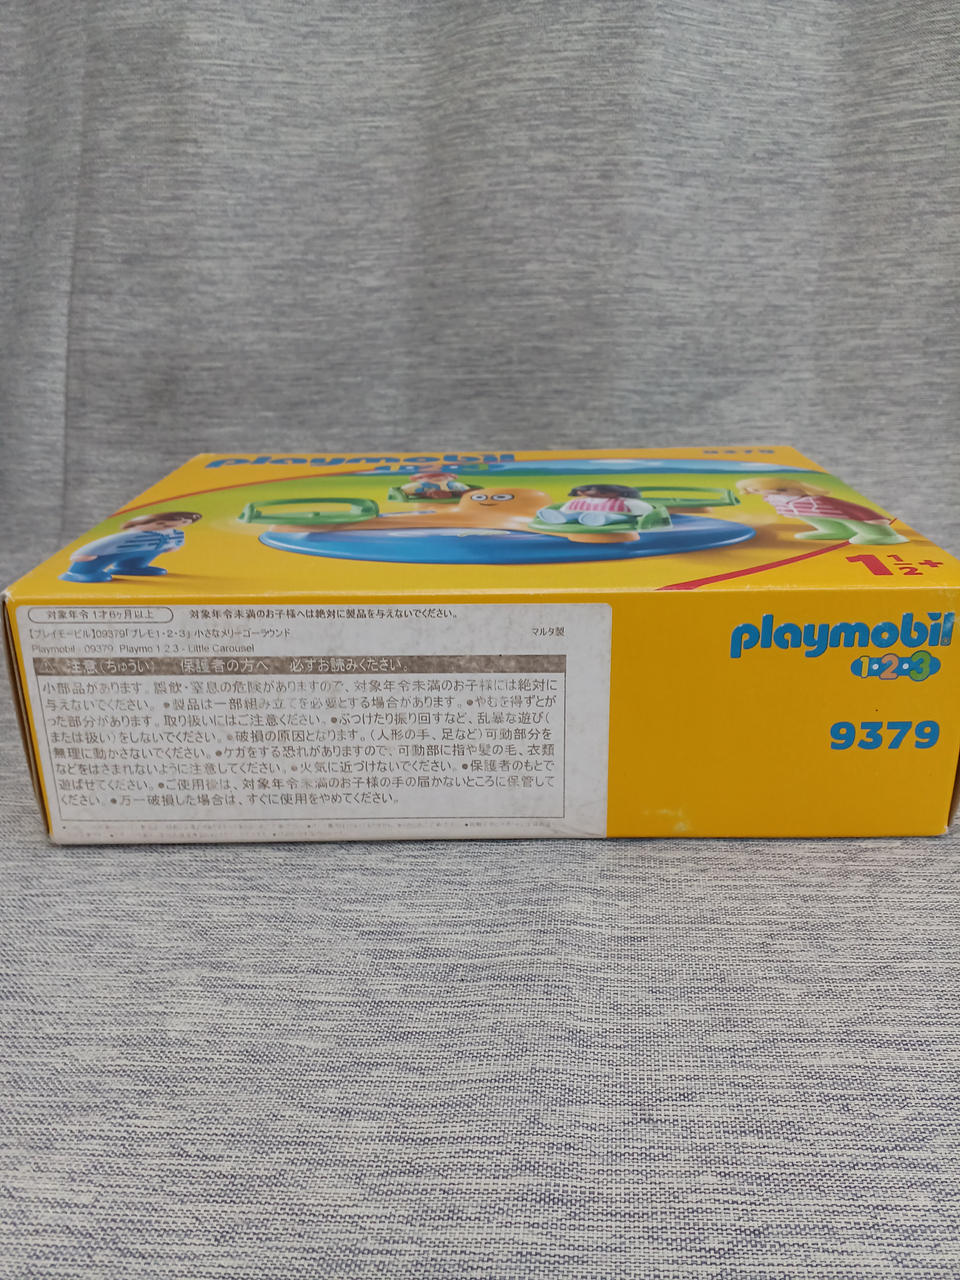 playmobil
1·2·3
9379
1 1/2+
対象年令 1才6ヶ月以上 対象年令未満のお子様へは絶対に製品を与えないでください。
【プレイモービル】09379「プレモ1・2・3」小さなメリーゴーラウンド マルタ製
Playmobil - 09379 Playmo 1.2.3 - Little Carousel
注意(ちゅうい) 保護者の方へ 必ずお読みください。
小部品があります。誤飲・窒息の危険がありますので、対象年令未満のお子様には絶対に
与えないでください。●製品は一部組み立てを必要とする場合があります。●やむを得ずとが
った部分があります。取り扱いにはご注意ください。●ぶつけたり振り回すなど、乱暴な遊び(
または扱い)をしないでください。●破損の原因となります。(人形の手、足など)可動部分を
無理に動かさないでください。●ケガをする恐れがありますので、可動部に指や髪の毛、衣類
などをはさまれないように注意してください。●火気に近づけないでください。●保護者のもとで
遊ばせてください。●ご使用後は、対象年令未満のお子様の手の届かないところに保管して
ください。●万一破損した場合は、すぐに使用をやめてください。
playmobil
1·2·3
9379